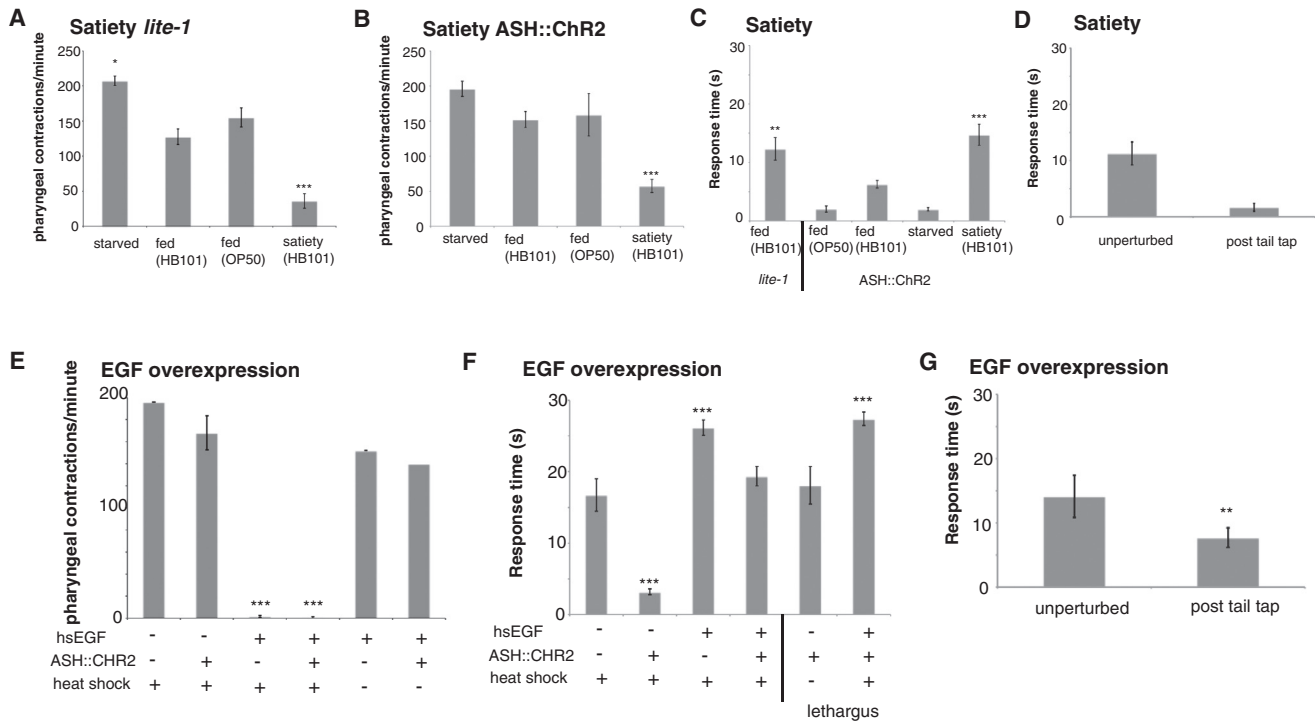 A
Satiety lite-1
pharyngeal contractions/minute
250
200
150
100
50
0
*
***
starved
fed
(HB101)
fed
(OP50)
satiety
(HB101)
B
Satiety ASH::ChR2
pharyngeal contractions/minute
250
200
150
100
50
0
***
starved
fed
(HB101)
fed
(OP50)
satiety
(HB101)
C
Satiety
Response time (s)
30
20
10
0
**
***
fed
(HB101)
fed
(OP50)
fed
(HB101)
starved
satiety
(HB101)
lite-1
ASH::ChR2
D
Satiety
Response time (s)
30
20
10
0
unperturbed
post tail tap
E
EGF overexpression
pharyngeal contractions/minute
200
100
0
*** ***
hsEGF - - + + + +
ASH::CHR2 - + - + - +
heat shock + + + + - -
F
EGF overexpression
Response time (s)
30
20
10
0
***
***
***
hsEGF - - + + - +
ASH::CHR2 - + - + + +
heat shock + + + + - +
lethargus
G
EGF overexpression
Response time (s)
30
20
10
0
**
unperturbed
post tail tap